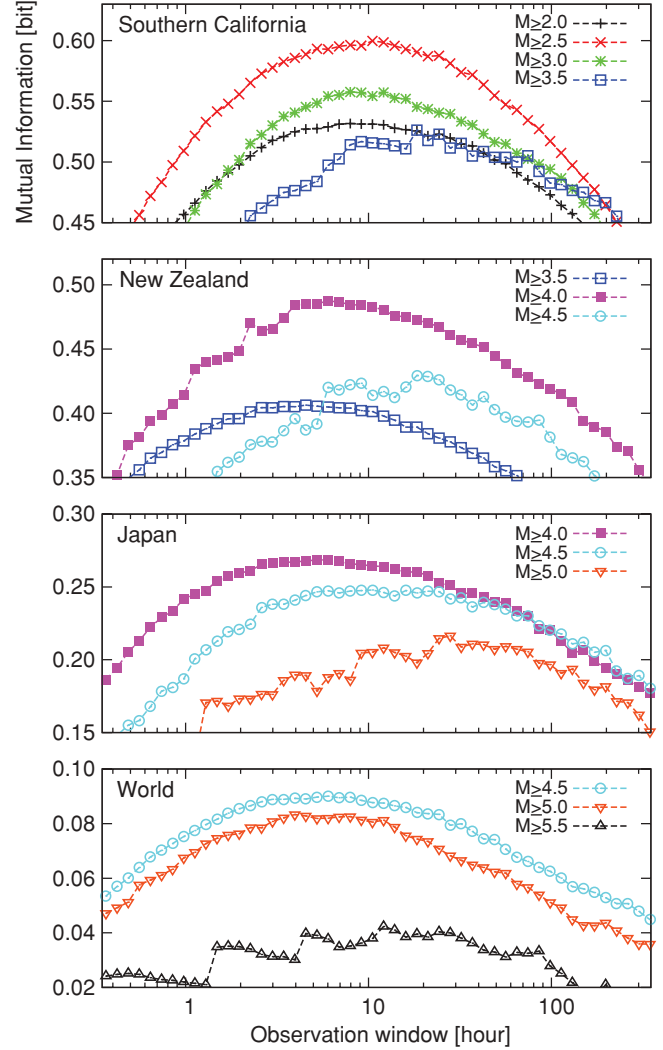 Mutual Information [bit]
Southern California
M≥2.0
M≥2.5
M≥3.0
M≥3.5
0.60
0.55
0.50
0.45
New Zealand
M≥3.5
M≥4.0
M≥4.5
0.50
0.45
0.40
0.35
Japan
M≥4.0
M≥4.5
M≥5.0
0.30
0.25
0.20
0.15
World
M≥4.5
M≥5.0
M≥5.5
0.10
0.08
0.06
0.04
0.02
1 10 100
Observation window [hour]